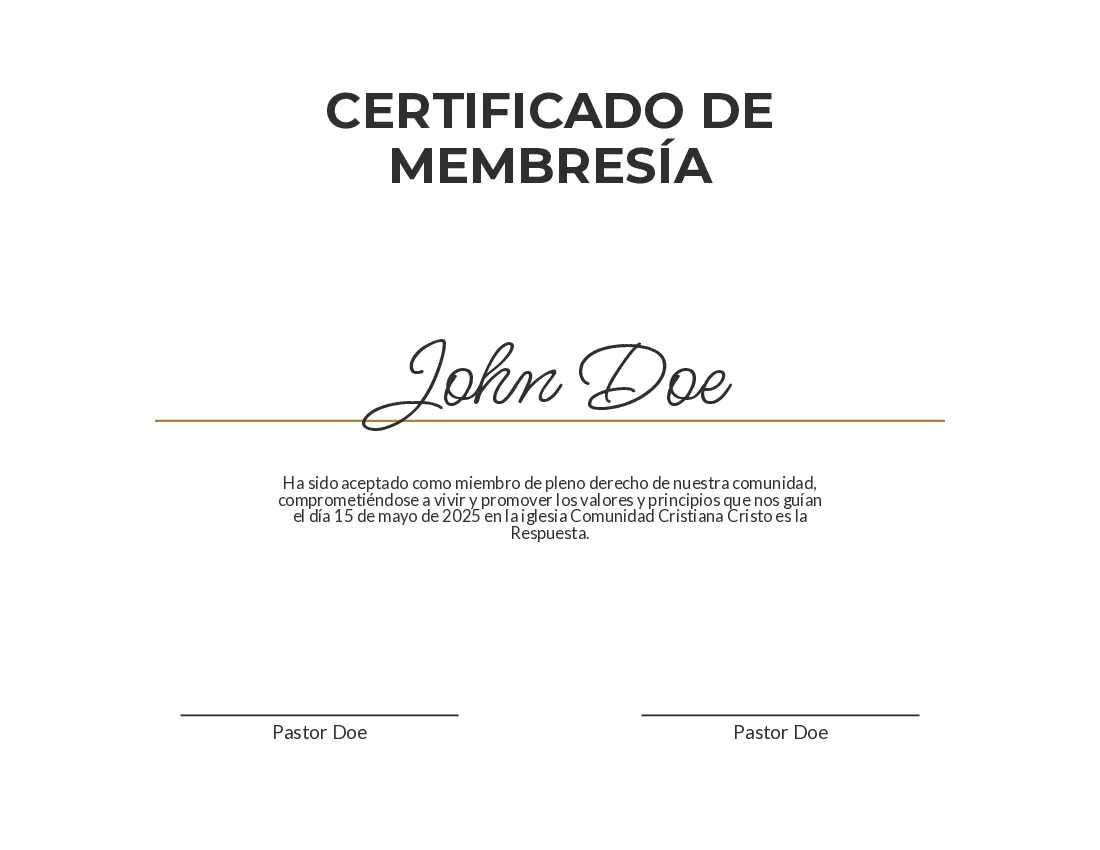 CERTIFICADO DE
MEMBRESÍA
John Doe
Ha sido aceptado como miembro de pleno derecho de nuestra comunidad,
comprometiéndose a vivir y promover los valores y principios que nos guían
el día 15 de mayo de 2025 en la iglesia Comunidad Cristiana Cristo es la
Respuesta.
Pastor Doe
Pastor Doe